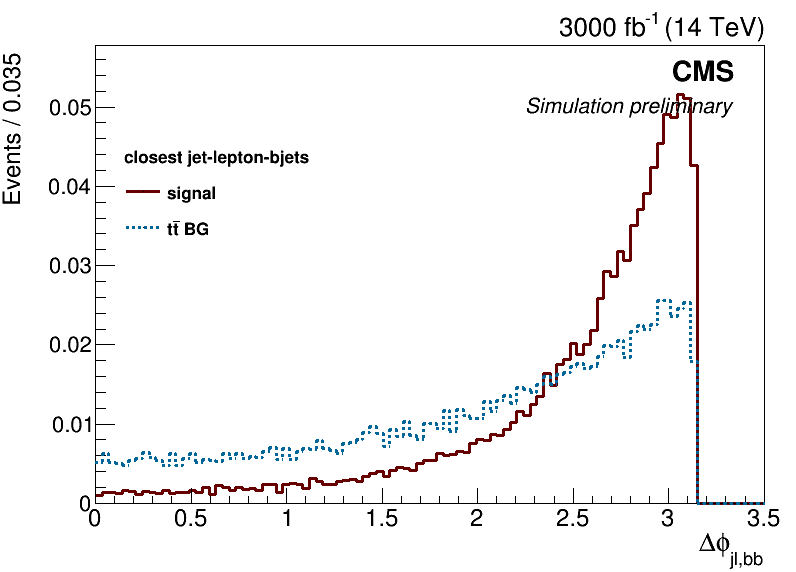 3000 fb⁻¹ (14 TeV)
Events / 0.035
CMS
Simulation preliminary
closest jet-lepton-bjets
signal
tt̄ BG
0.05
0.04
0.03
0.02
0.01
0
0 0.5 1 1.5 2 2.5 3 3.5
Δϕ jl,bb